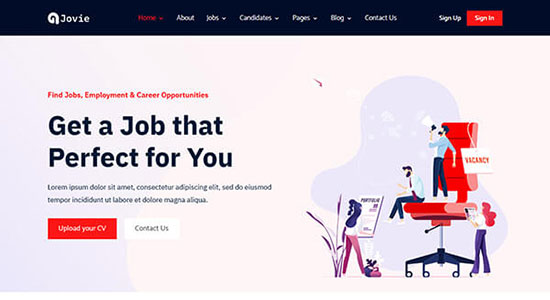 Jovie
Home About Jobs Candidates Pages Blog Contact Us Sign Up Sign In
Find Jobs, Employment & Career Opportunities
Get a Job that
Perfect for You
Lorem ipsum dolor sit amet, consectetur adipiscing elit, sed do eiusmod
tempor incididunt ut labore et dolore magna aliqua.
Upload your CV Contact Us
VACANCY
PORTFOLIO